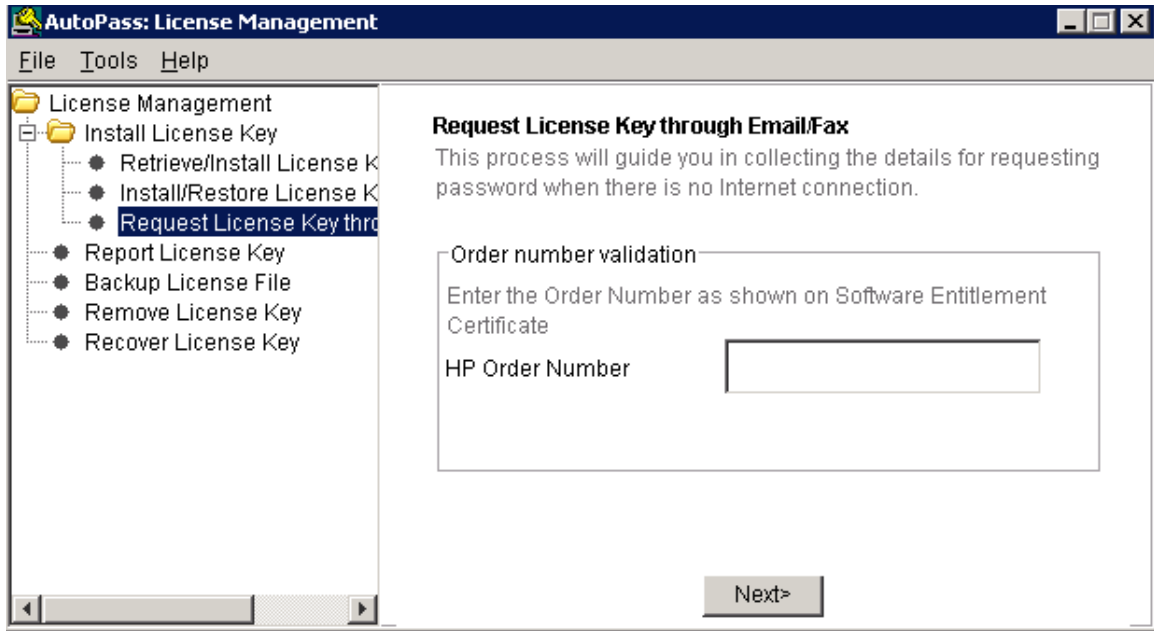 AutoPass: License Management
File Tools Help
License Management
Install License Key
Retrieve/Install License K
Install/Restore License K
Request License Key thro
Report License Key
Backup License File
Remove License Key
Recover License Key
Request License Key through Email/Fax
This process will guide you in collecting the details for requesting
password when there is no Internet connection.
Order number validation
Enter the Order Number as shown on Software Entitlement
Certificate
HP Order Number
Next>